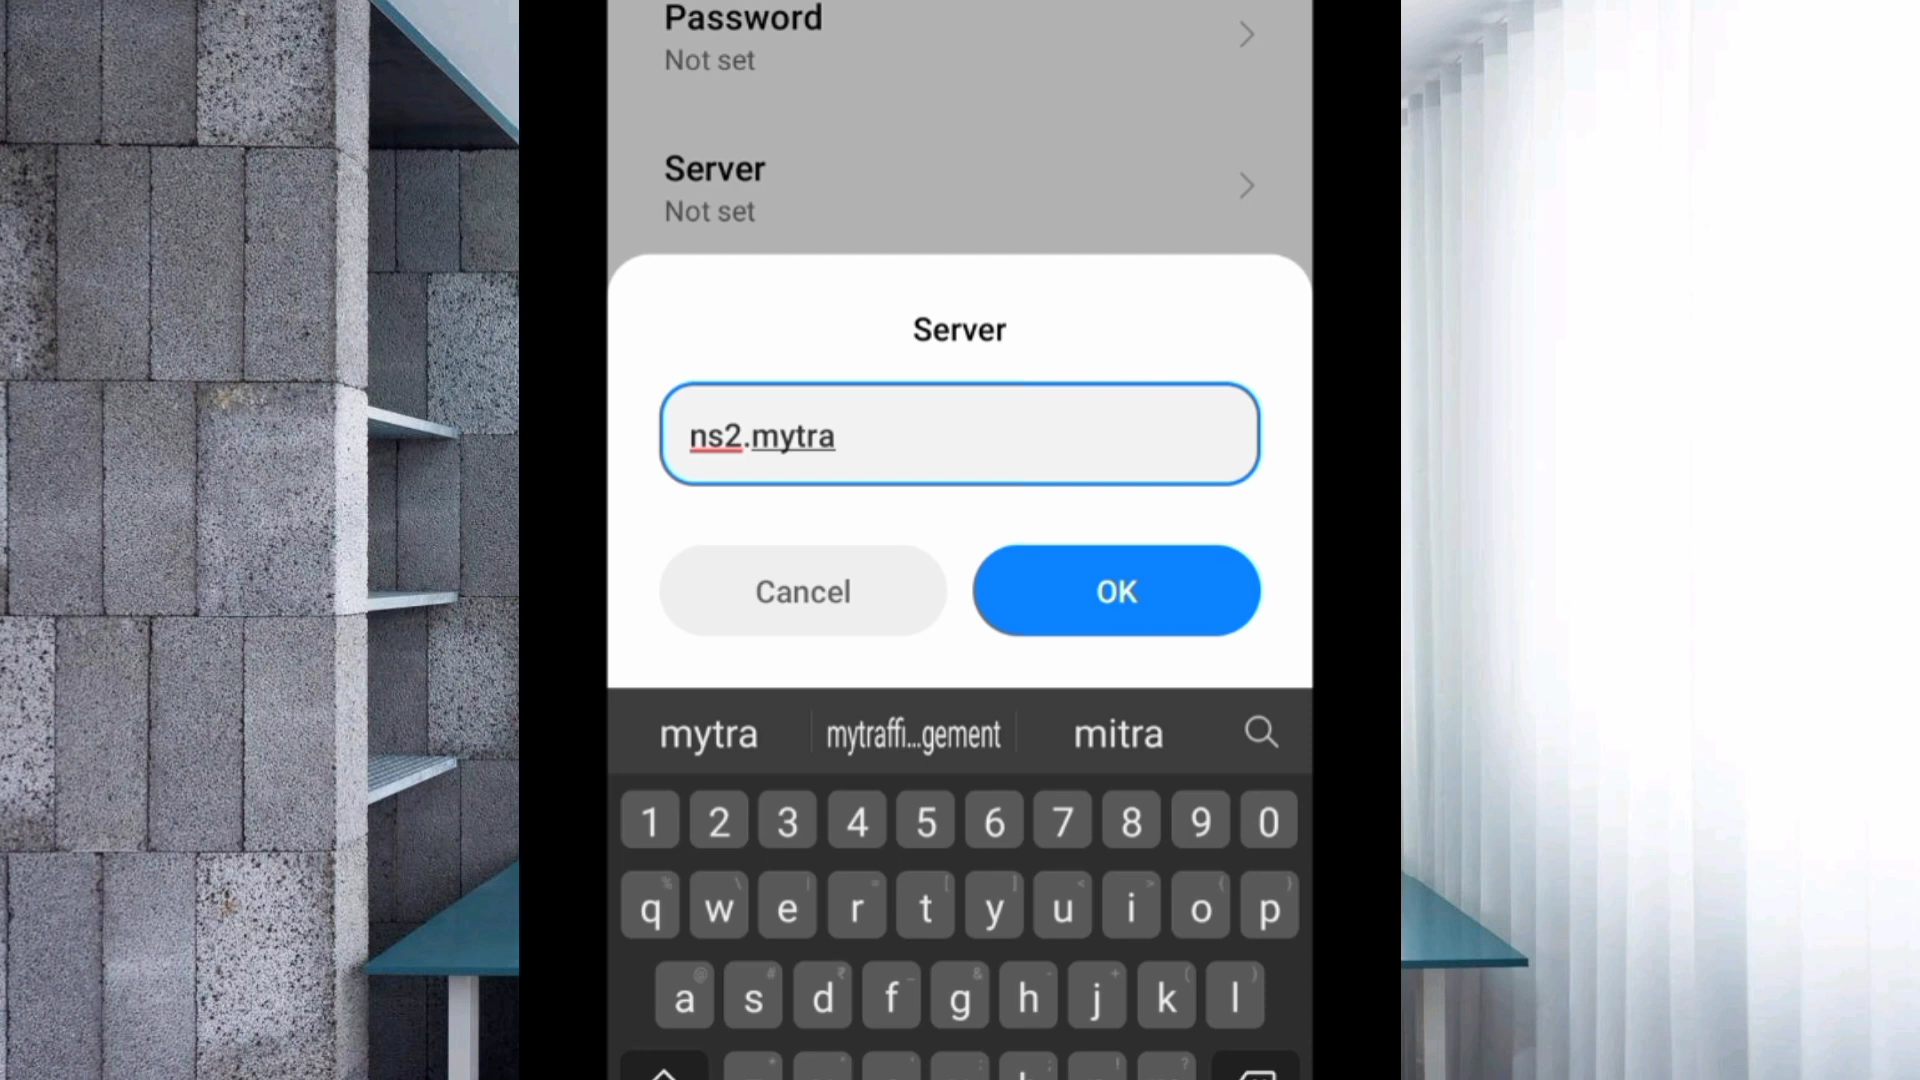 Password
Not set
Server
Not set
Server
ns2.mytra
Cancel
OK
mytra
mytraffi...gement
mitra
1 2 3 4 5 6 7 8 9 0
q w e r t y u i o p
a s d f g h j k l